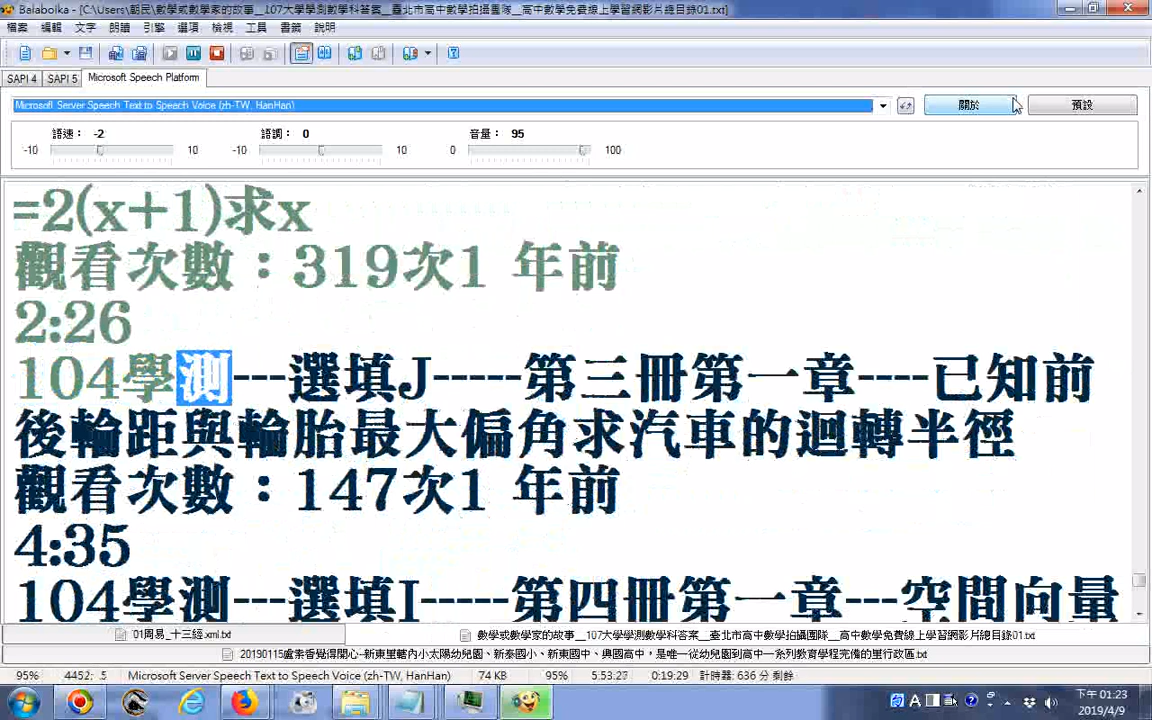 Balabolka - [C:\Users\韌民\數學或數學家的故事__107大學學測數學科答案__臺北市高中數學拍攝團隊__高中數學免費線上學習網影片總目錄01.txt]
檔案 編輯 文字 朗讀 引擎 選項 檢視 工具 書籤 說明
SAPI 4 SAPI 5 Microsoft Speech Platform
Microsoft Server Speech Text to Speech Voice (zh-TW, HanHan)
關於 預設
語速： -2 語調： 0 音量： 95
-10 10 -10 10 0 100
=2(x+1)求x
觀看次數：319次1 年前
2:26
104學測---選填J-----第三冊第一章----已知前
後輪距與輪胎最大偏角求汽車的迴轉半徑
觀看次數：147次1 年前
4:35
104學測---選填I-----第四冊第一章---空間向量
01周易_十三經.xml.txt 數學或數學家的故事__107大學學測數學科答案__臺北市高中數學拍攝團隊__高中數學免費線上學習網影片總目錄01.txt
20190115盧素香覺得開心-新東里轄內小太陽幼兒園、新泰國小、新東國中、興國高中，是唯一從幼兒園到高中一系列教育學程完備的里行政區.txt
95% 4452: .5 Microsoft Server Speech Text to Speech Voice (zh-TW, HanHan) 74 KB 95% 5:53:27 0:19:29 計時器: 636 分 剩餘
下午 01:23
2019/4/9